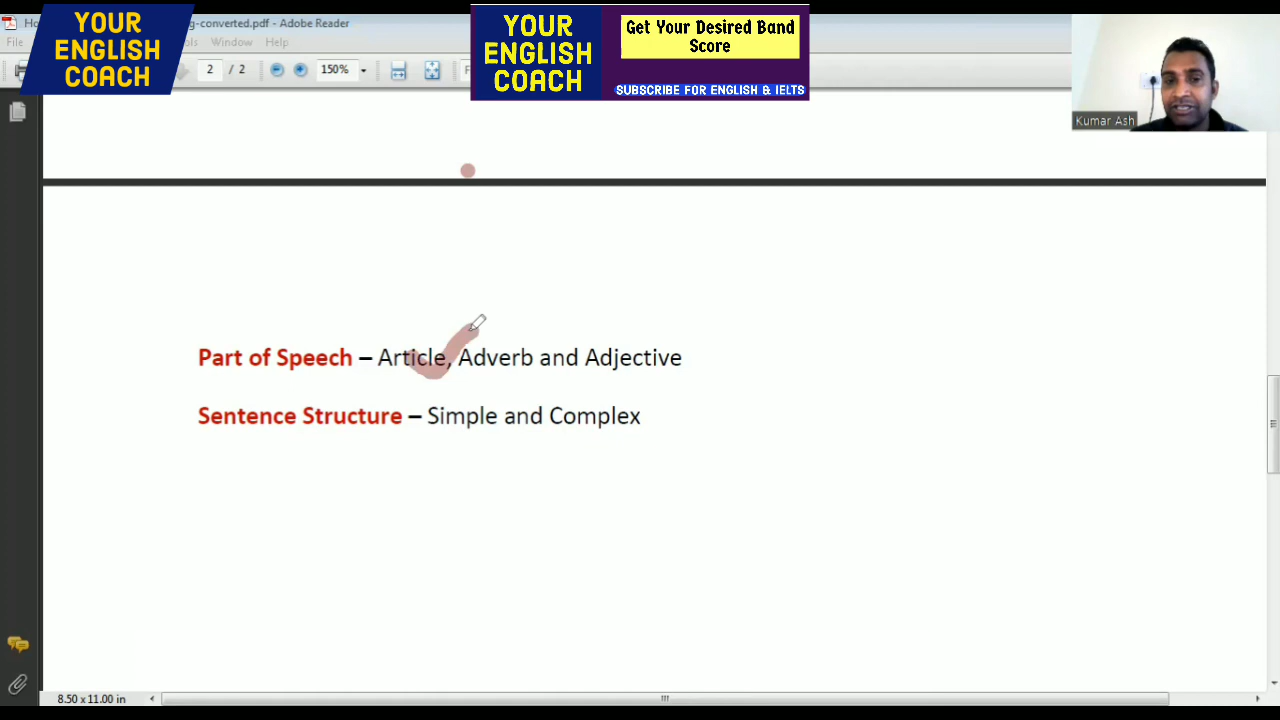 YOUR
ENGLISH
COACH
-converted.pdf - Adobe Reader
File
Window Help
2 / 2
150%
YOUR
ENGLISH
COACH
Get Your Desired Band
Score
SUBSCRIBE FOR ENGLISH & IELTS
Kumar Ash
Part of Speech – Article, Adverb and Adjective
Sentence Structure – Simple and Complex
8.50 x 11.00 in